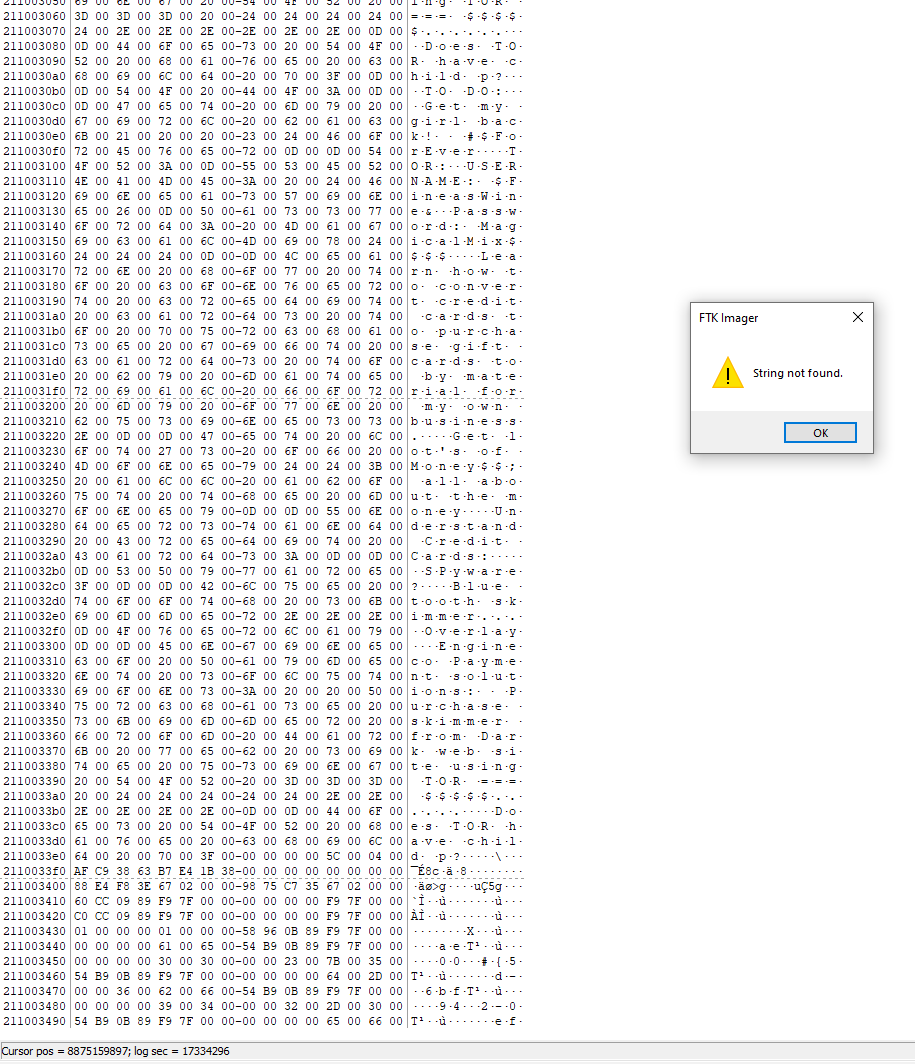 211003050 69 00 6E 00 67 00 20 00-54 00 4F 00 52 00 20 00 i·n·g· ·T·O·R· ·
211003060 3D 00 3D 00 3D 00 20 00-24 00 24 00 24 00 24 00 =·=·=· ·$·$·$·$·
211003070 24 00 2E 00 2E 00 2E 00-2E 00 2E 00 2E 00 0D 00 $·.·.·.·.·.·.···
211003080 0D 00 44 00 6F 00 65 00-73 00 20 00 54 00 4F 00 ··D·o·e·s· ·T·O·
211003090 52 00 20 00 68 00 61 00-76 00 65 00 20 00 63 00 R· ·h·a·v·e· ·c·
2110030a0 68 00 69 00 6C 00 64 00-20 00 70 00 3F 00 0D 00 h·i·l·d· ·p·?···
2110030b0 0D 00 54 00 4F 00 20 00-44 00 4F 00 3A 00 0D 00 ··T·O· ·D·O·:···
2110030c0 0D 00 47 00 65 00 74 00-20 00 6D 00 79 00 20 00 ··G·e·t· ·m·y· ·
2110030d0 67 00 69 00 72 00 6C 00-20 00 62 00 61 00 63 00 g·i·r·l· ·b·a·c·
2110030e0 6B 00 21 00 20 00 20 00-23 00 24 00 46 00 6F 00 k·!· · ·#·$·F·o·
2110030f0 72 00 45 00 76 00 65 00-72 00 0D 00 0D 00 54 00 r·E·v·e·r·····T·
211003100 4F 00 52 00 3A 00 0D 00-55 00 53 00 45 00 52 00 O·R·:···U·S·E·R·
211003110 4E 00 41 00 4D 00 45 00-3A 00 20 00 24 00 46 00 N·A·M·E·:· ·$·F·
211003120 69 00 6E 00 65 00 61 00-73 00 57 00 69 00 6E 00 i·n·e·a·s·W·i·n·
211003130 65 00 26 00 0D 00 50 00-61 00 73 00 73 00 77 00 e·&···P·a·s·s·w·
211003140 6F 00 72 00 64 00 3A 00-20 00 4D 00 61 00 67 00 o·r·d·:· ·M·a·g·
211003150 69 00 63 00 61 00 6C 00-4D 00 69 00 78 00 24 00 i·c·a·l·M·i·x·$·
211003160 24 00 24 00 24 00 0D 00-0D 00 4C 00 65 00 61 00 $·$·$·····L·e·a·
211003170 72 00 6E 00 20 00 68 00-6F 00 77 00 20 00 74 00 r·n· ·h·o·w· ·t·
211003180 6F 00 20 00 63 00 6F 00-6E 00 76 00 65 00 72 00 o· ·c·o·n·v·e·r·
211003190 74 00 20 00 63 00 72 00-65 00 64 00 69 00 74 00 t· ·c·r·e·d·i·t·
2110031a0 20 00 63 00 61 00 72 00-64 00 73 00 20 00 74 00  ·c·a·r·d·s· ·t·
2110031b0 6F 00 20 00 70 00 75 00-72 00 63 00 68 00 61 00 o· ·p·u·r·c·h·a·
2110031c0 73 00 65 00 20 00 67 00-69 00 66 00 74 00 20 00 s·e· ·g·i·f·t· ·
2110031d0 63 00 61 00 72 00 64 00-73 00 20 00 74 00 6F 00 c·a·r·d·s· ·t·o·
2110031e0 20 00 62 00 79 00 20 00-6D 00 61 00 74 00 65 00  ·b·y· ·m·a·t·e·
2110031f0 72 00 69 00 61 00 6C 00-20 00 66 00 6F 00 72 00 r·i·a·l· ·f·o·r·
211003200 20 00 6D 00 79 00 20 00-6F 00 77 00 6E 00 20 00  ·m·y· ·o·w·n· ·
211003210 62 00 75 00 73 00 69 00-6E 00 65 00 73 00 73 00 b·u·s·i·n·e·s·s·
211003220 2E 00 0D 00 0D 00 47 00-65 00 74 00 20 00 6C 00 .·····G·e·t· ·l·
211003230 6F 00 74 00 27 00 73 00-20 00 6F 00 66 00 20 00 o·t·'·s· ·o·f· ·
211003240 4D 00 6F 00 6E 00 65 00-79 00 24 00 24 00 3B 00 M·o·n·e·y·$·$·;·
211003250 20 00 61 00 6C 00 6C 00-20 00 61 00 62 00 6F 00  ·a·l·l· ·a·b·o·
211003260 75 00 74 00 20 00 74 00-68 00 65 00 20 00 6D 00 u·t· ·t·h·e· ·m·
211003270 6F 00 6E 00 65 00 79 00-0D 00 0D 00 55 00 6E 00 o·n·e·y·····U·n·
211003280 64 00 65 00 72 00 73 00-74 00 61 00 6E 00 64 00 d·e·r·s·t·a·n·d·
211003290 20 00 43 00 72 00 65 00-64 00 69 00 74 00 20 00  ·C·r·e·d·i·t· ·
2110032a0 43 00 61 00 72 00 64 00-73 00 3A 00 0D 00 0D 00 C·a·r·d·s·:·····
2110032b0 0D 00 53 00 50 00 79 00-77 00 61 00 72 00 65 00 ··S·P·y·w·a·r·e·
2110032c0 3F 00 0D 00 0D 00 42 00-6C 00 75 00 65 00 20 00 ?·····B·l·u·e· ·
2110032d0 74 00 6F 00 6F 00 74 00-68 00 20 00 73 00 6B 00 t·o·o·t·h· ·s·k·
2110032e0 69 00 6D 00 6D 00 65 00-72 00 2E 00 2E 00 2E 00 i·m·m·e·r·.·.·.·
2110032f0 0D 00 4F 00 76 00 65 00-72 00 6C 00 61 00 79 00 ··O·v·e·r·l·a·y·
211003300 0D 00 0D 00 45 00 6E 00-67 00 69 00 6E 00 65 00 ····E·n·g·i·n·e·
211003310 63 00 6F 00 20 00 50 00-61 00 79 00 6D 00 65 00 c·o· ·P·a·y·m·e·
211003320 6E 00 74 00 20 00 73 00-6F 00 6C 00 75 00 74 00 n·t· ·s·o·l·u·t·
211003330 69 00 6F 00 6E 00 73 00-3A 00 20 00 20 00 50 00 i·o·n·s·:· · ·P·
211003340 75 00 72 00 63 00 68 00-61 00 73 00 65 00 20 00 u·r·c·h·a·s·e· ·
211003350 73 00 6B 00 69 00 6D 00-6D 00 65 00 72 00 20 00 s·k·i·m·m·e·r· ·
211003360 66 00 72 00 6F 00 6D 00-20 00 44 00 61 00 72 00 f·r·o·m· ·D·a·r·
211003370 6B 00 20 00 77 00 65 00-62 00 20 00 73 00 69 00 k· ·w·e·b· ·s·i·
211003380 74 00 65 00 20 00 75 00-73 00 69 00 6E 00 67 00 t·e· ·u·s·i·n·g·
211003390 20 00 54 00 4F 00 52 00-20 00 3D 00 3D 00 3D 00  ·T·O·R· ·=·=·=·
2110033a0 20 00 24 00 24 00 24 00-24 00 24 00 2E 00 2E 00  ·$·$·$·$·$·.·.·
2110033b0 2E 00 2E 00 2E 00 2E 00-0D 00 0D 00 44 00 6F 00 .·.·.·.·····D·o·
2110033c0 65 00 73 00 20 00 54 00-4F 00 52 00 20 00 68 00 e·s· ·T·O·R· ·h·
2110033d0 61 00 76 00 65 00 20 00-63 00 68 00 69 00 6C 00 a·v·e· ·c·h·i·l·
2110033e0 64 00 20 00 70 00 3F 00-00 00 00 00 5C 00 04 00 d· ·p·?·····\···
2110033f0 AF C9 38 63 B7 E4 1B 38-00 00 00 00 00 00 00 00 ¯É8c·ä·8········
211003400 88 E4 F8 3E 67 02 00 00-98 75 C7 35 67 02 00 00 ·äø>g····uÇ5g···
211003410 60 CC 09 89 F9 7F 00 00-00 00 00 00 F9 7F 00 00 `Ì··ù·······ù···
211003420 C0 CC 09 89 F9 7F 00 00-00 00 00 00 F9 7F 00 00 ÀÌ··ù·······ù···
211003430 01 00 00 00 01 00 00 00-58 96 0B 89 F9 7F 00 00 ········X···ù···
211003440 00 00 00 00 61 00 65 00-54 B9 0B 89 F9 7F 00 00 ····a·e·T¹··ù···
211003450 00 00 00 00 30 00 30 00-00 00 23 00 7B 00 35 00 ····0·0···#·{·5·
211003460 54 B9 0B 89 F9 7F 00 00-00 00 00 00 64 00 2D 00 T¹··ù·······d·-·
211003470 00 00 36 00 62 00 66 00-54 B9 0B 89 F9 7F 00 00 ··6·b·f·T¹··ù···
211003480 00 00 00 00 39 00 34 00-00 00 32 00 2D 00 30 00 ····9·4···2·-·0·
211003490 54 B9 0B 89 F9 7F 00 00-00 00 00 00 65 00 66 00 T¹··ù·······e·f·
FTK Imager
String not found.
OK
Cursor pos = 8875159897; log sec = 17334296